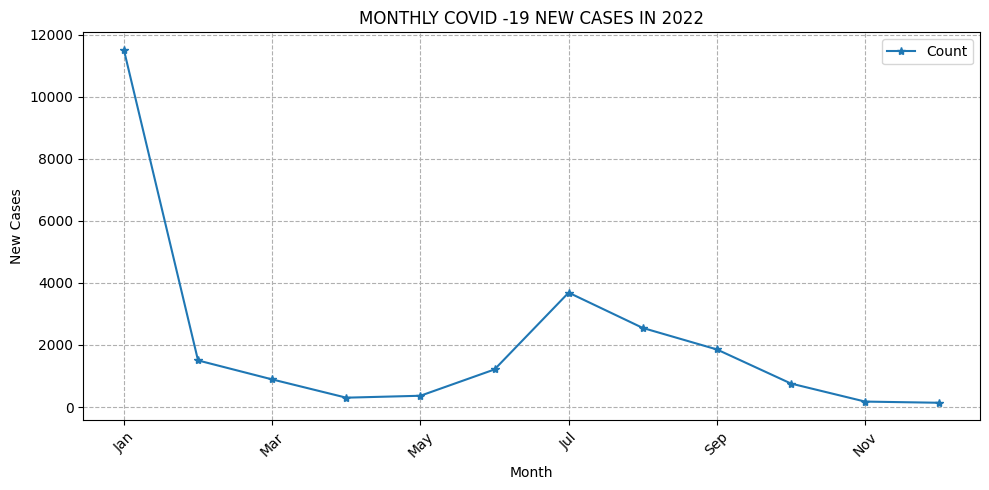 MONTHLY COVID -19 NEW CASES IN 2022
12000
10000
8000
6000
4000
2000
0
New Cases
Count
Jan
Mar
May
Jul
Sep
Nov
Month